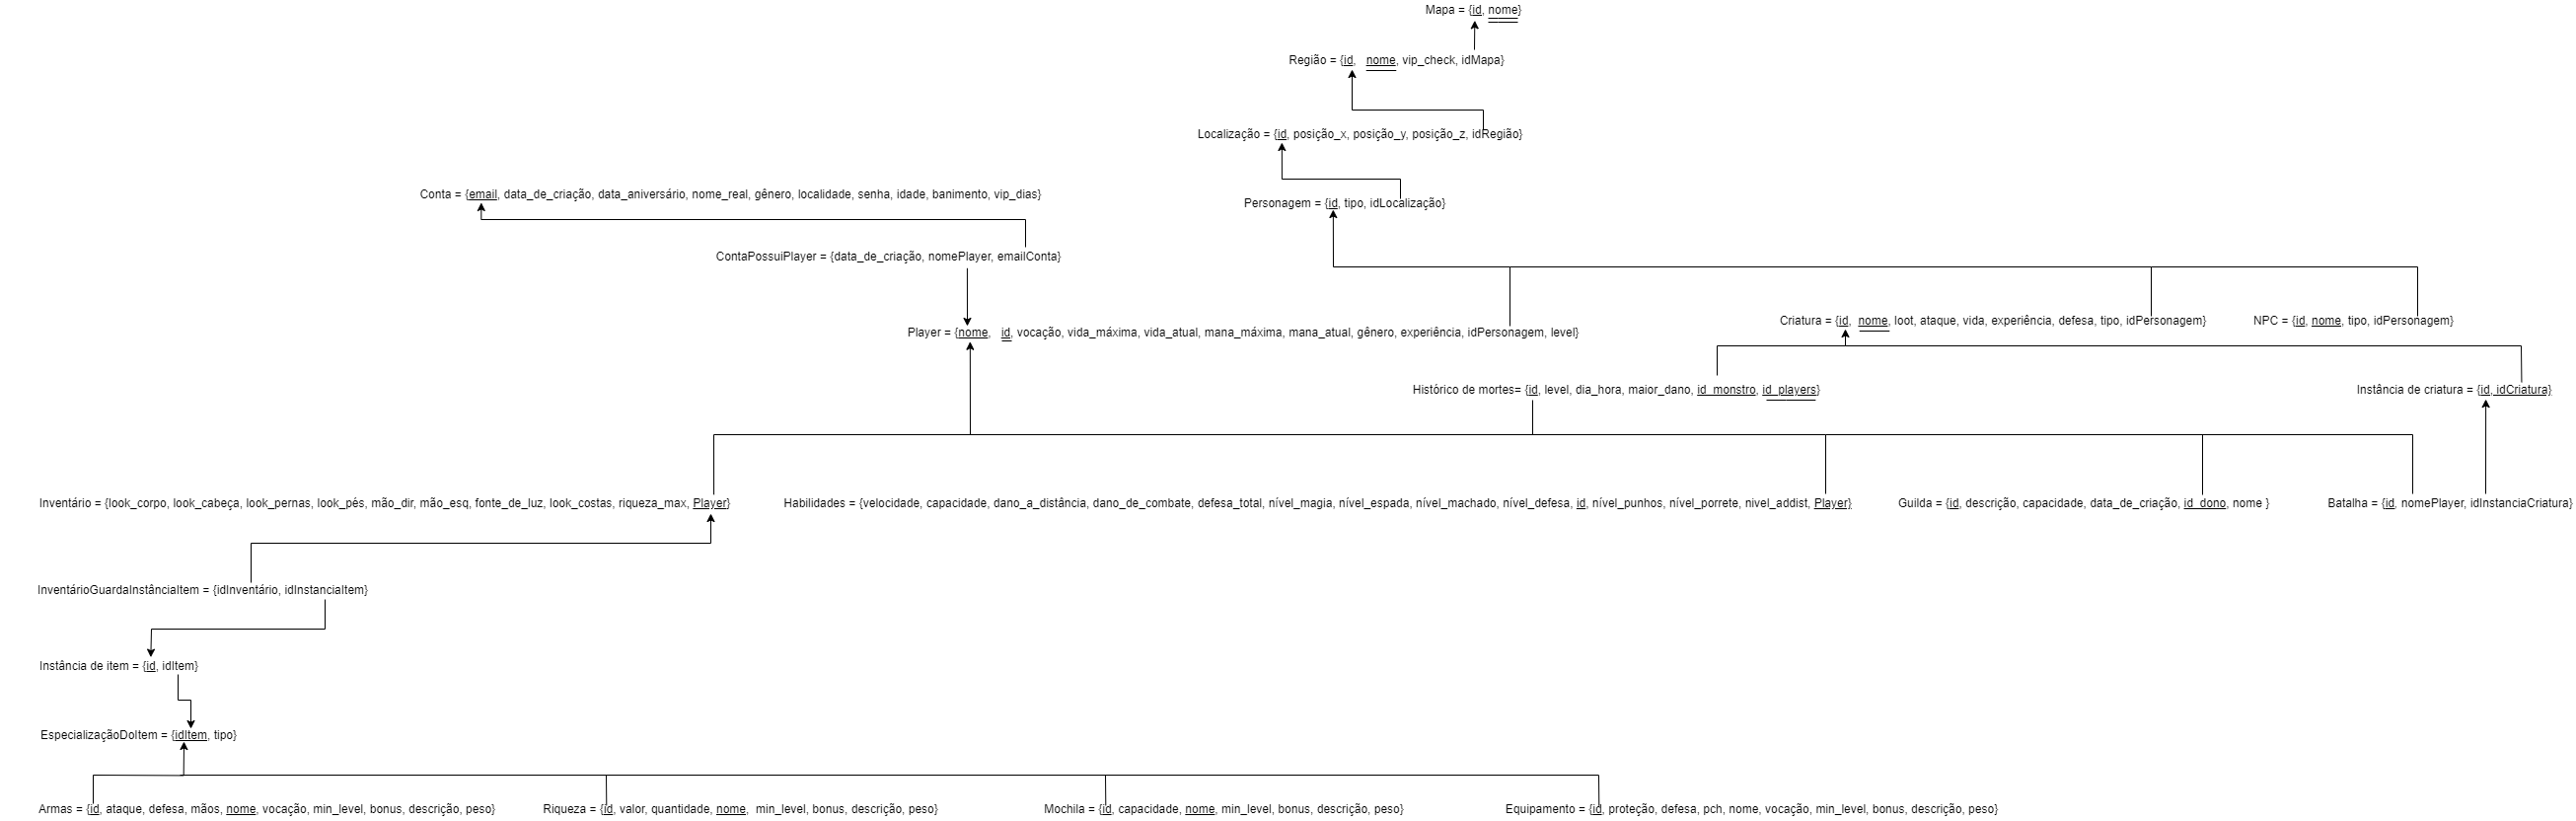 Mapa = {id, nome}
Região = {id, nome, vip_check, idMapa}
Localização = {id, posição_x, posição_y, posição_z, idRegião}
Conta = {email, data_de_criação, data_aniversário, nome_real, gênero, localidade, senha, idade, banimento, vip_dias}
Personagem = {id, tipo, idLocalização}
ContaPossuiPlayer = {data_de_criação, nomePlayer, emailConta}
Player = {nome, id, vocação, vida_máxima, vida_atual, mana_máxima, mana_atual, gênero, experiência, idPersonagem, level}
Criatura = {id, nome, loot, ataque, vida, experiência, defesa, tipo, idPersonagem}
NPC = {id, nome, tipo, idPersonagem}
Histórico de mortes= {id, level, dia_hora, maior_dano, id_monstro, id_players}
Instância de criatura = {id, idCriatura}
Inventário = {look_corpo, look_cabeça, look_pernas, look_pés, mão_dir, mão_esq, fonte_de_luz, look_costas, riqueza_max, Player}
Habilidades = {velocidade, capacidade, dano_a_distância, dano_de_combate, defesa_total, nível_magia, nível_espada, nível_machado, nível_defesa, id, nível_punhos, nível_porrete, nivel_addist, Player}
Guilda = {id, descrição, capacidade, data_de_criação, id_dono, nome }
Batalha = {id, nomePlayer, idInstanciaCriatura}
InventárioGuardaInstânciaItem = {idInventário, idInstanciaItem}
Instância de item = {id, idItem}
EspecializaçãoDoItem = {idItem, tipo}
Armas = {id, ataque, defesa, mãos, nome, vocação, min_level, bonus, descrição, peso}
Riqueza = {id, valor, quantidade, nome, min_level, bonus, descrição, peso}
Mochila = {id, capacidade, nome, min_level, bonus, descrição, peso}
Equipamento = {id, proteção, defesa, pch, nome, vocação, min_level, bonus, descrição, peso}